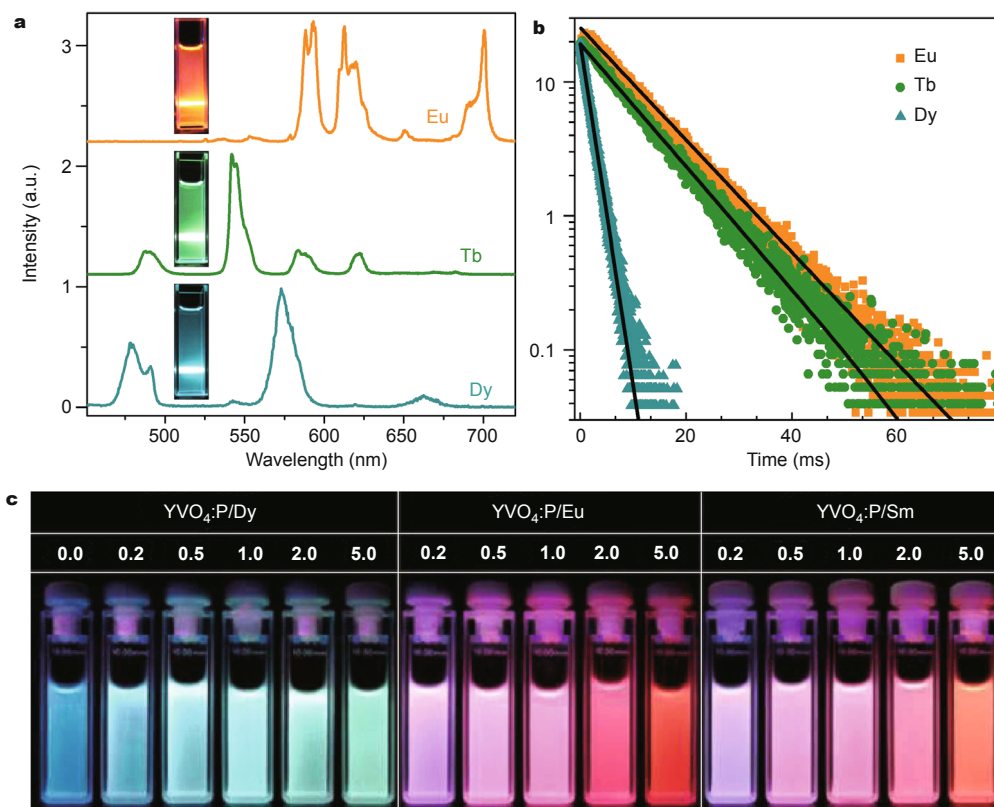 a
3
2
1
0
Intensity (a.u.)
Eu
Tb
Dy
500 550 600 650 700
Wavelength (nm)
b
10
1
0.1
Eu
Tb
Dy
0 20 40 60
Time (ms)
c
YVO₄:P/Dy YVO₄:P/Eu YVO₄:P/Sm
0.0 0.2 0.5 1.0 2.0 5.0 0.2 0.5 1.0 2.0 5.0 0.2 0.5 1.0 2.0 5.0